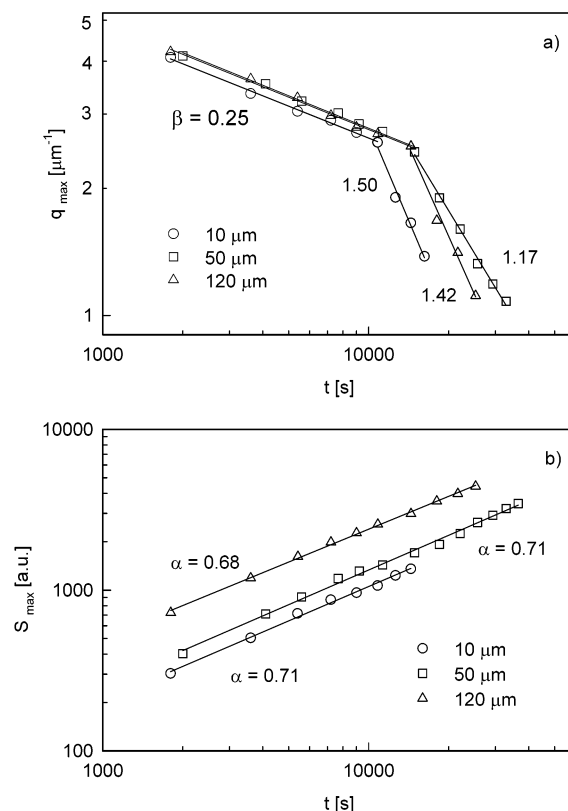 a)
5
4
3
2
1
q max [μm-1]
β = 0.25
1.50
1.17
1.42
10 μm
50 μm
120 μm
1000
10000
t [s]
b)
10000
1000
100
S max [a.u.]
α = 0.68
α = 0.71
α = 0.71
10 μm
50 μm
120 μm
1000
10000
t [s]